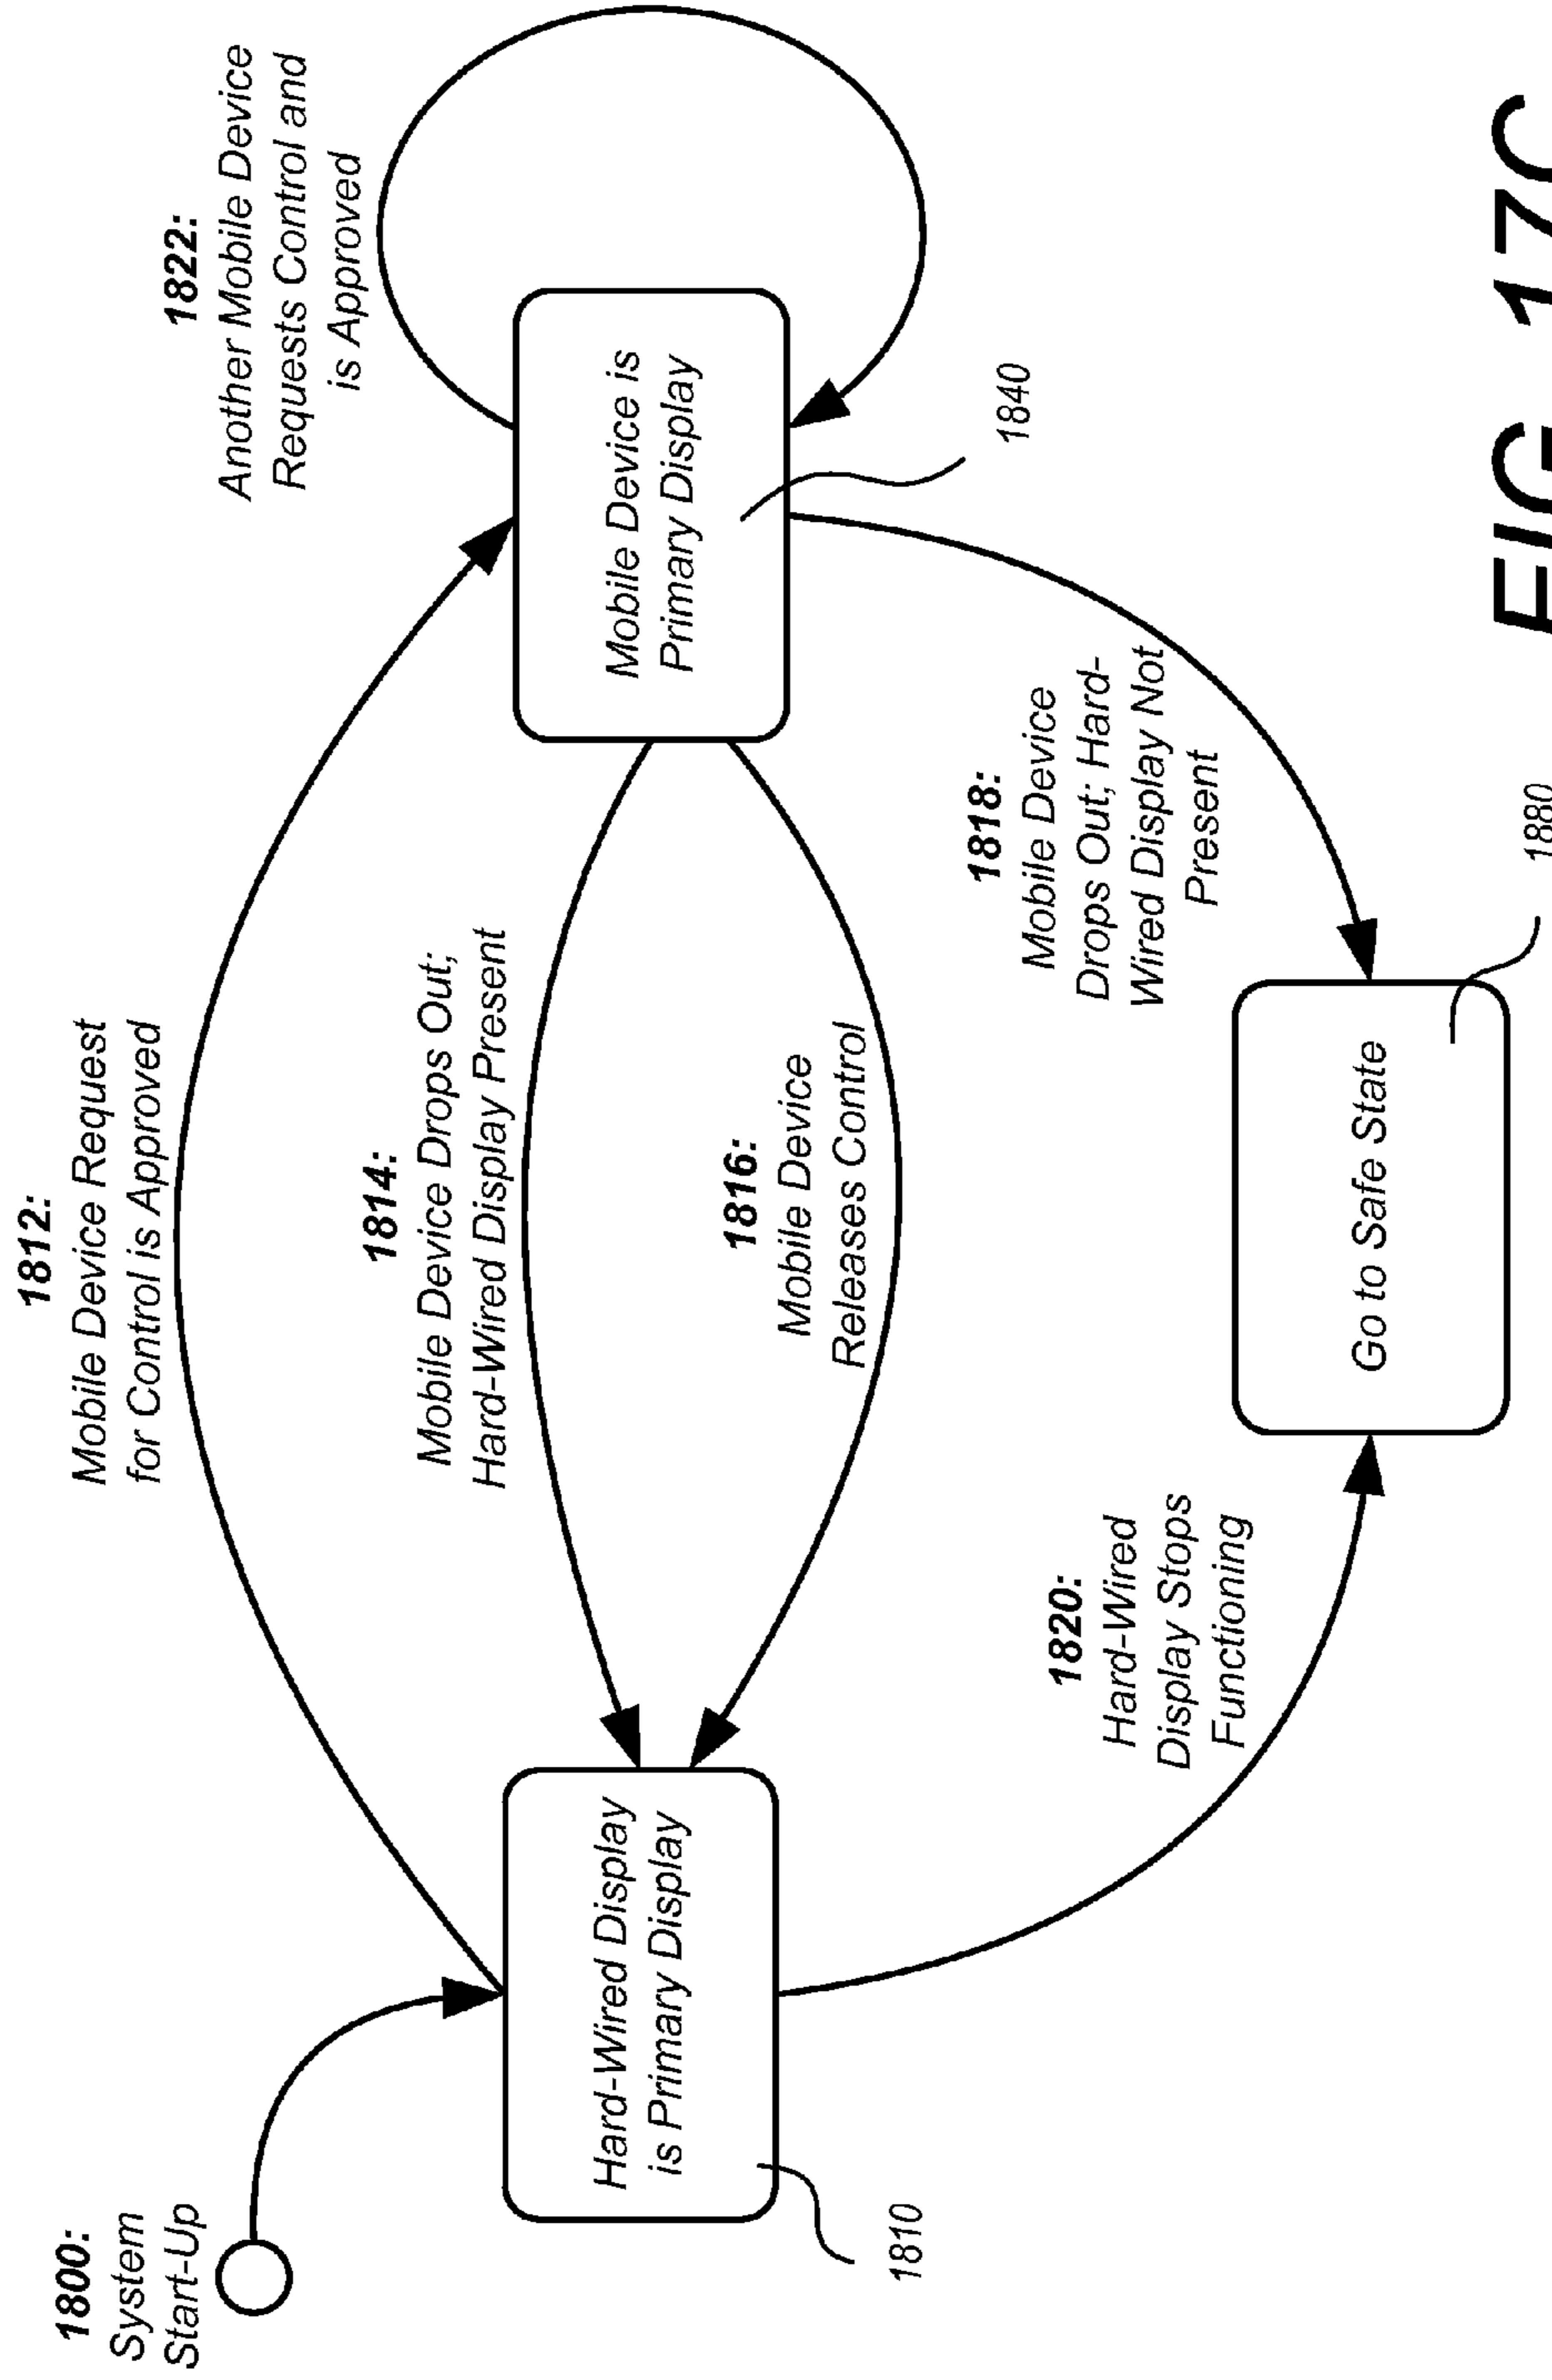 1800:
System
Start-Up
1812:
Mobile Device Request
for Control is Approved
1822:
Another Mobile Device
Requests Control and
is Approved
1814:
Mobile Device Drops Out;
Hard-Wired Display Present
1816:
Mobile Device
Releases Control
Hard-Wired Display
is Primary Display
1810
Mobile Device is
Primary Display
1840
1820:
Hard-Wired
Display Stops
Functioning
1818:
Mobile Device
Drops Out; Hard-
Wired Display Not
Present
Go to Safe State
1880
FIG. 17C